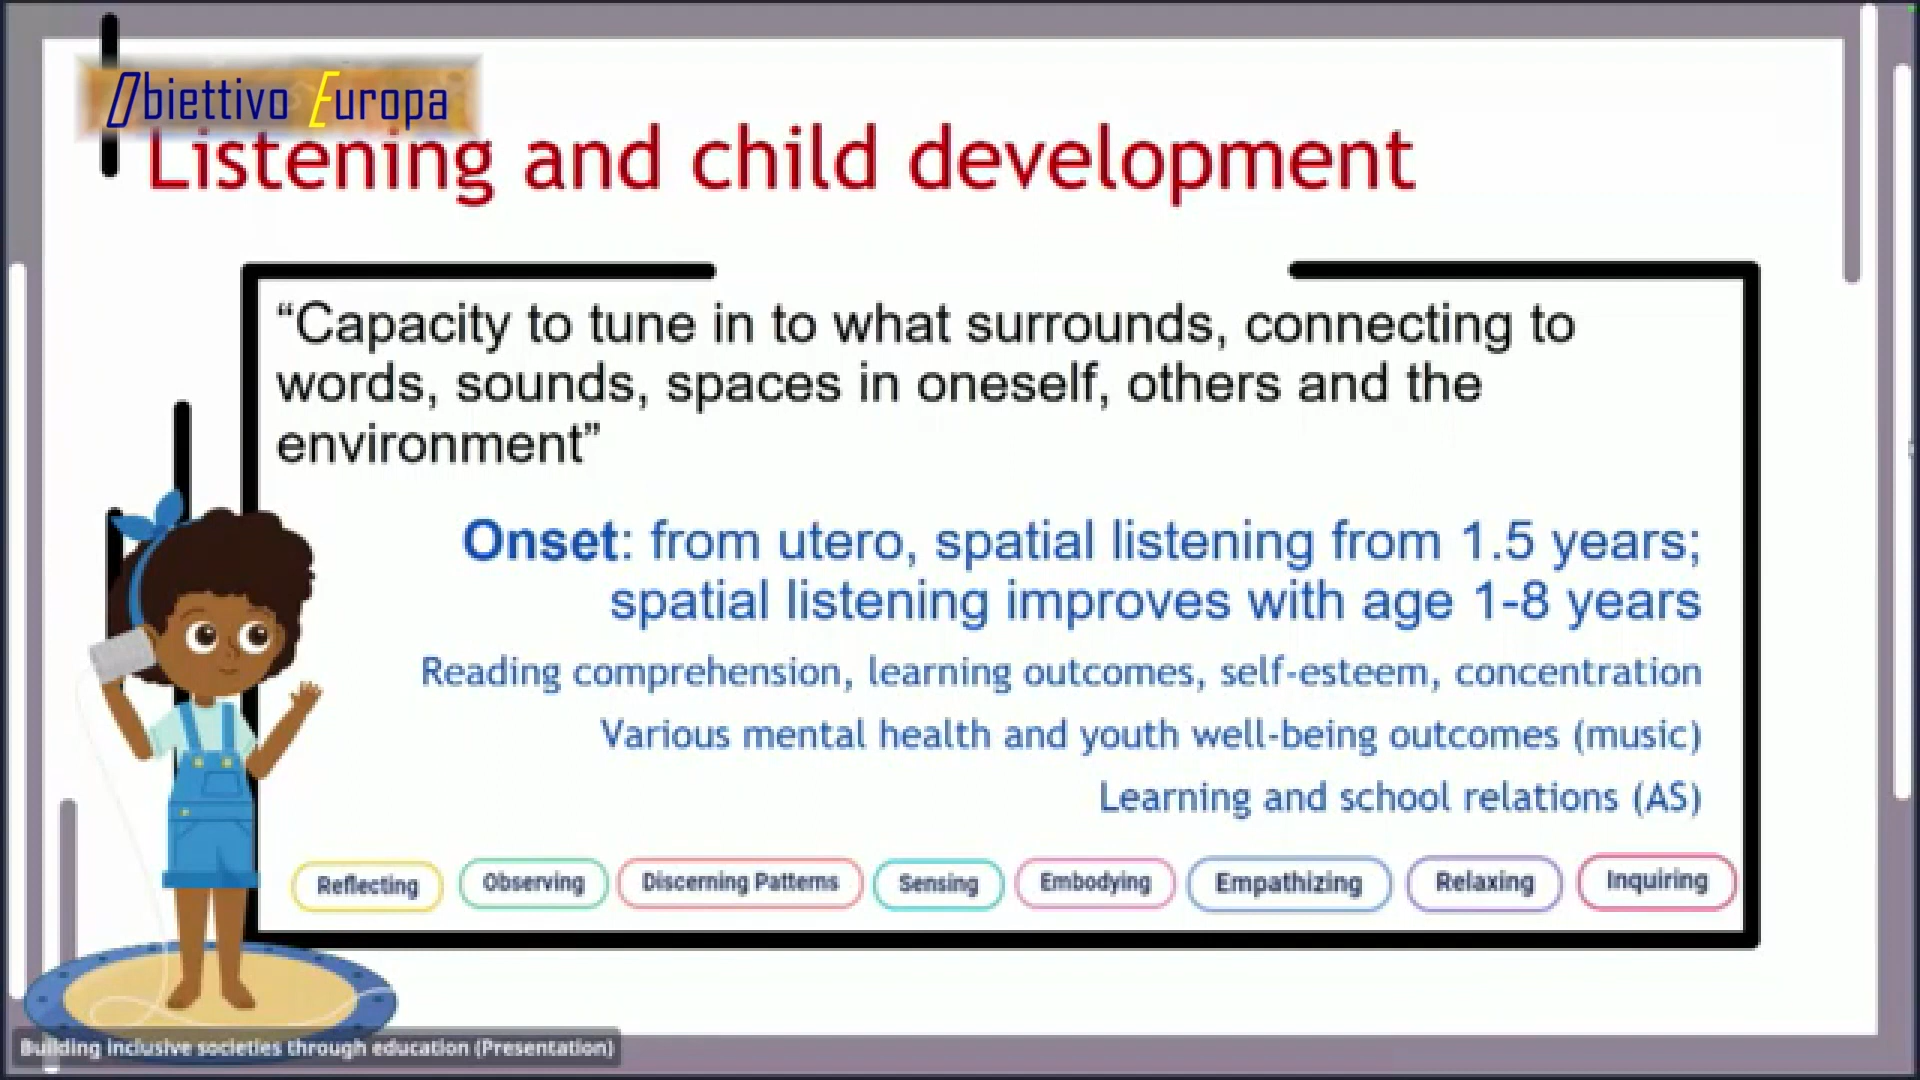 Obiettivo Europa
Listening and child development
“Capacity to tune in to what surrounds, connecting to
words, sounds, spaces in oneself, others and the
environment”
Onset: from utero, spatial listening from 1.5 years;
spatial listening improves with age 1-8 years
Reading comprehension, learning outcomes, self-esteem, concentration
Various mental health and youth well-being outcomes (music)
Learning and school relations (AS)
Reflecting Observing Discerning Patterns Sensing Embodying Empathizing Relaxing Inquiring
Building inclusive societies through education (Presentation)